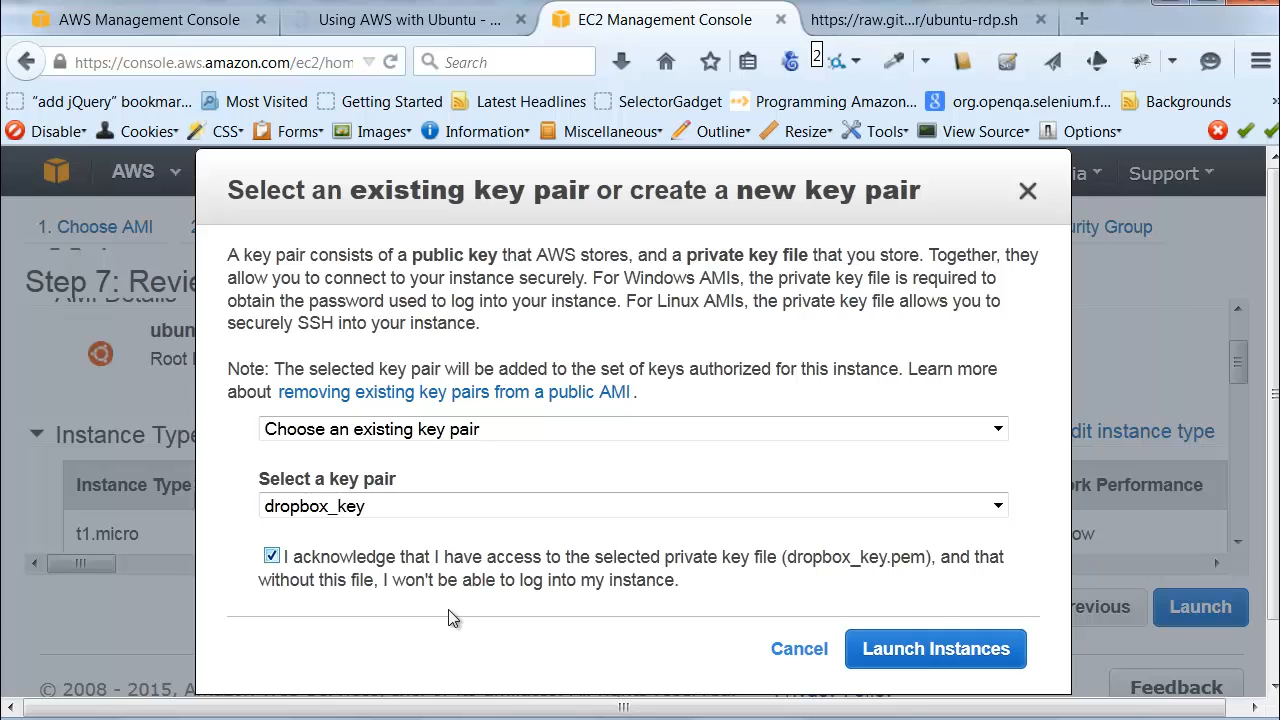 AWS Management Console
Using AWS with Ubuntu - ...
EC2 Management Console
https://raw.git...r/ubuntu-rdp.sh
https://console.aws.amazon.com/ec2/hom
Search
2
"add jQuery" bookmar...
Most Visited
Getting Started
Latest Headlines
SelectorGadget
Programming Amazon...
org.openqa.selenium.f...
Backgrounds
Disable
Cookies
CSS
Forms
Images
Information
Miscellaneous
Outline
Resize
Tools
View Source
Options
AWS
ia
Support
Select an existing key pair or create a new key pair
1. Choose AMI
2
urity Group
A key pair consists of a public key that AWS stores, and a private key file that you store. Together, they
allow you to connect to your instance securely. For Windows AMIs, the private key file is required to
obtain the password used to log into your instance. For Linux AMIs, the private key file allows you to
securely SSH into your instance.
Step 7: Revie
AMI Details
ubun
Root
Note: The selected key pair will be added to the set of keys authorized for this instance. Learn more
about removing existing key pairs from a public AMI .
Choose an existing key pair
Instance Type
dit instance type
Select a key pair
Instance Type
rk Performance
dropbox_key
t1.micro
ow
I acknowledge that I have access to the selected private key file (dropbox_key.pem), and that
without this file, I won't be able to log into my instance.
revious
Launch
Cancel
Launch Instances
© 2008 - 2015, A
Feedback